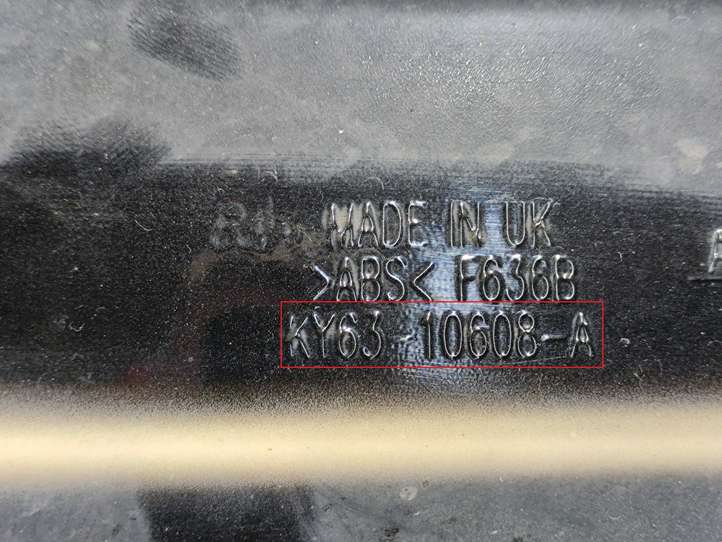 MADE IN UK
>ABS< F636B
KY63-10608-A